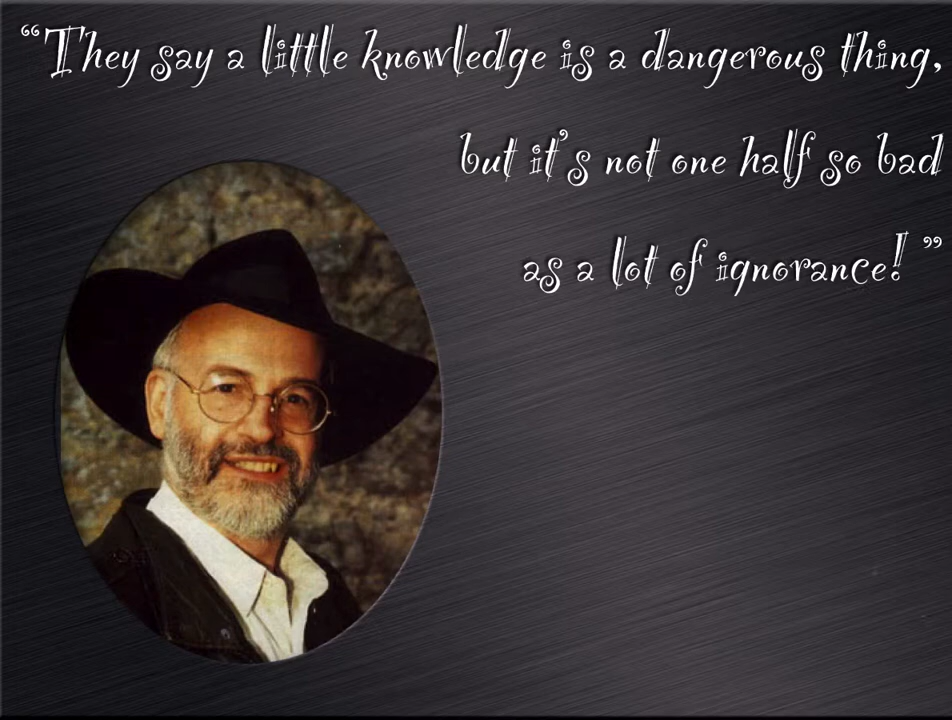 “They say a little knowledge is a dangerous thing,
but it’s not one half so bad
as a lot of ignorance! ”